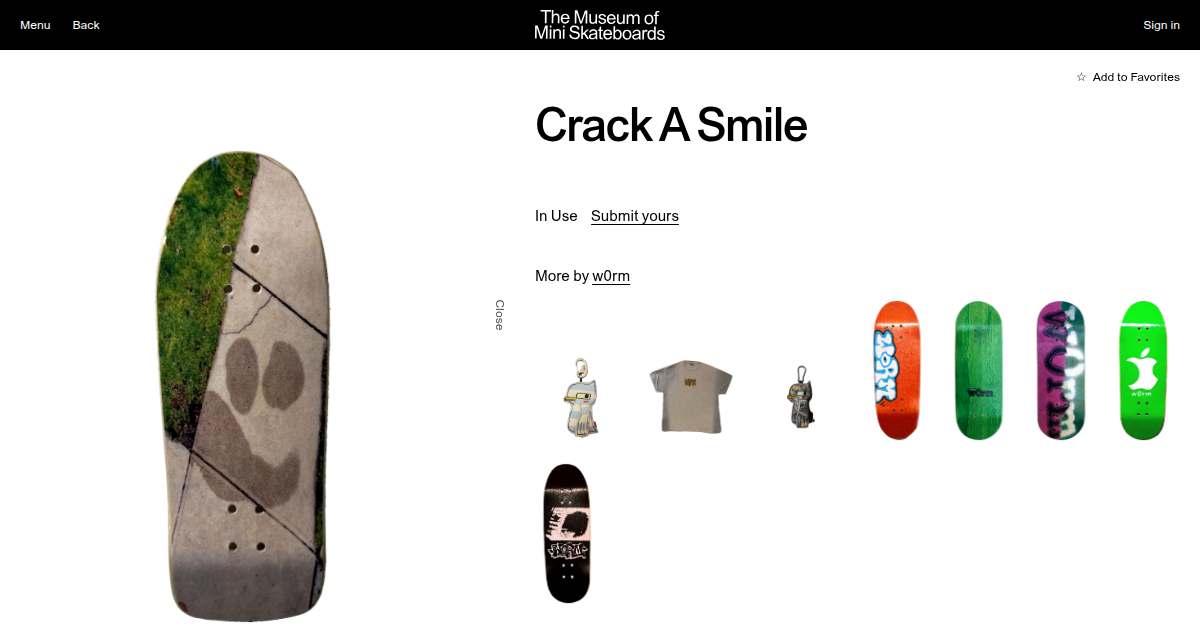 Menu
Back
The Museum of
Mini Skateboards
Sign in
☆ Add to Favorites
Crack A Smile
In Use Submit yours
More by w0rm
Close
w0rm
w0rm